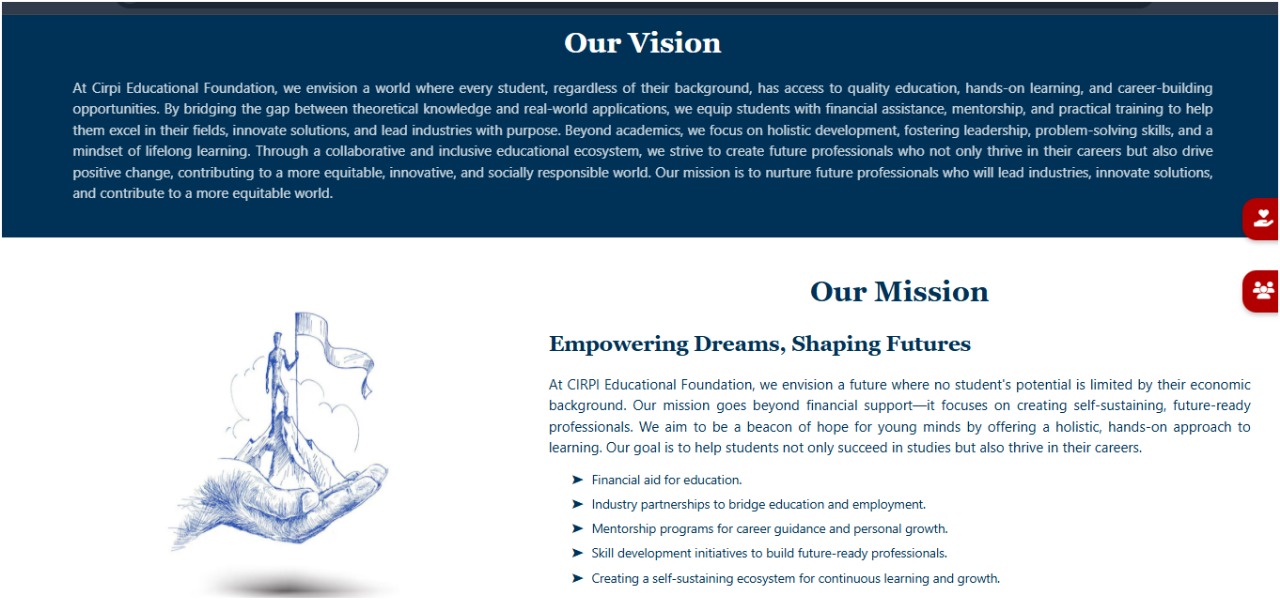 Our Vision
At Cirpi Educational Foundation, we envision a world where every student, regardless of their background, has access to quality education, hands-on learning, and career-building
opportunities. By bridging the gap between theoretical knowledge and real-world applications, we equip students with financial assistance, mentorship, and practical training to help
them excel in their fields, innovate solutions, and lead industries with purpose. Beyond academics, we focus on holistic development, fostering leadership, problem-solving skills, and a
mindset of lifelong learning. Through a collaborative and inclusive educational ecosystem, we strive to create future professionals who not only thrive in their careers but also drive
positive change, contributing to a more equitable, innovative, and socially responsible world. Our mission is to nurture future professionals who will lead industries, innovate solutions,
and contribute to a more equitable world.
Our Mission
Empowering Dreams, Shaping Futures
At CIRPI Educational Foundation, we envision a future where no student's potential is limited by their economic
background. Our mission goes beyond financial support—it focuses on creating self-sustaining, future-ready
professionals. We aim to be a beacon of hope for young minds by offering a holistic, hands-on approach to
learning. Our goal is to help students not only succeed in studies but also thrive in their careers.
➤ Financial aid for education.
➤ Industry partnerships to bridge education and employment.
➤ Mentorship programs for career guidance and personal growth.
➤ Skill development initiatives to build future-ready professionals.
➤ Creating a self-sustaining ecosystem for continuous learning and growth.